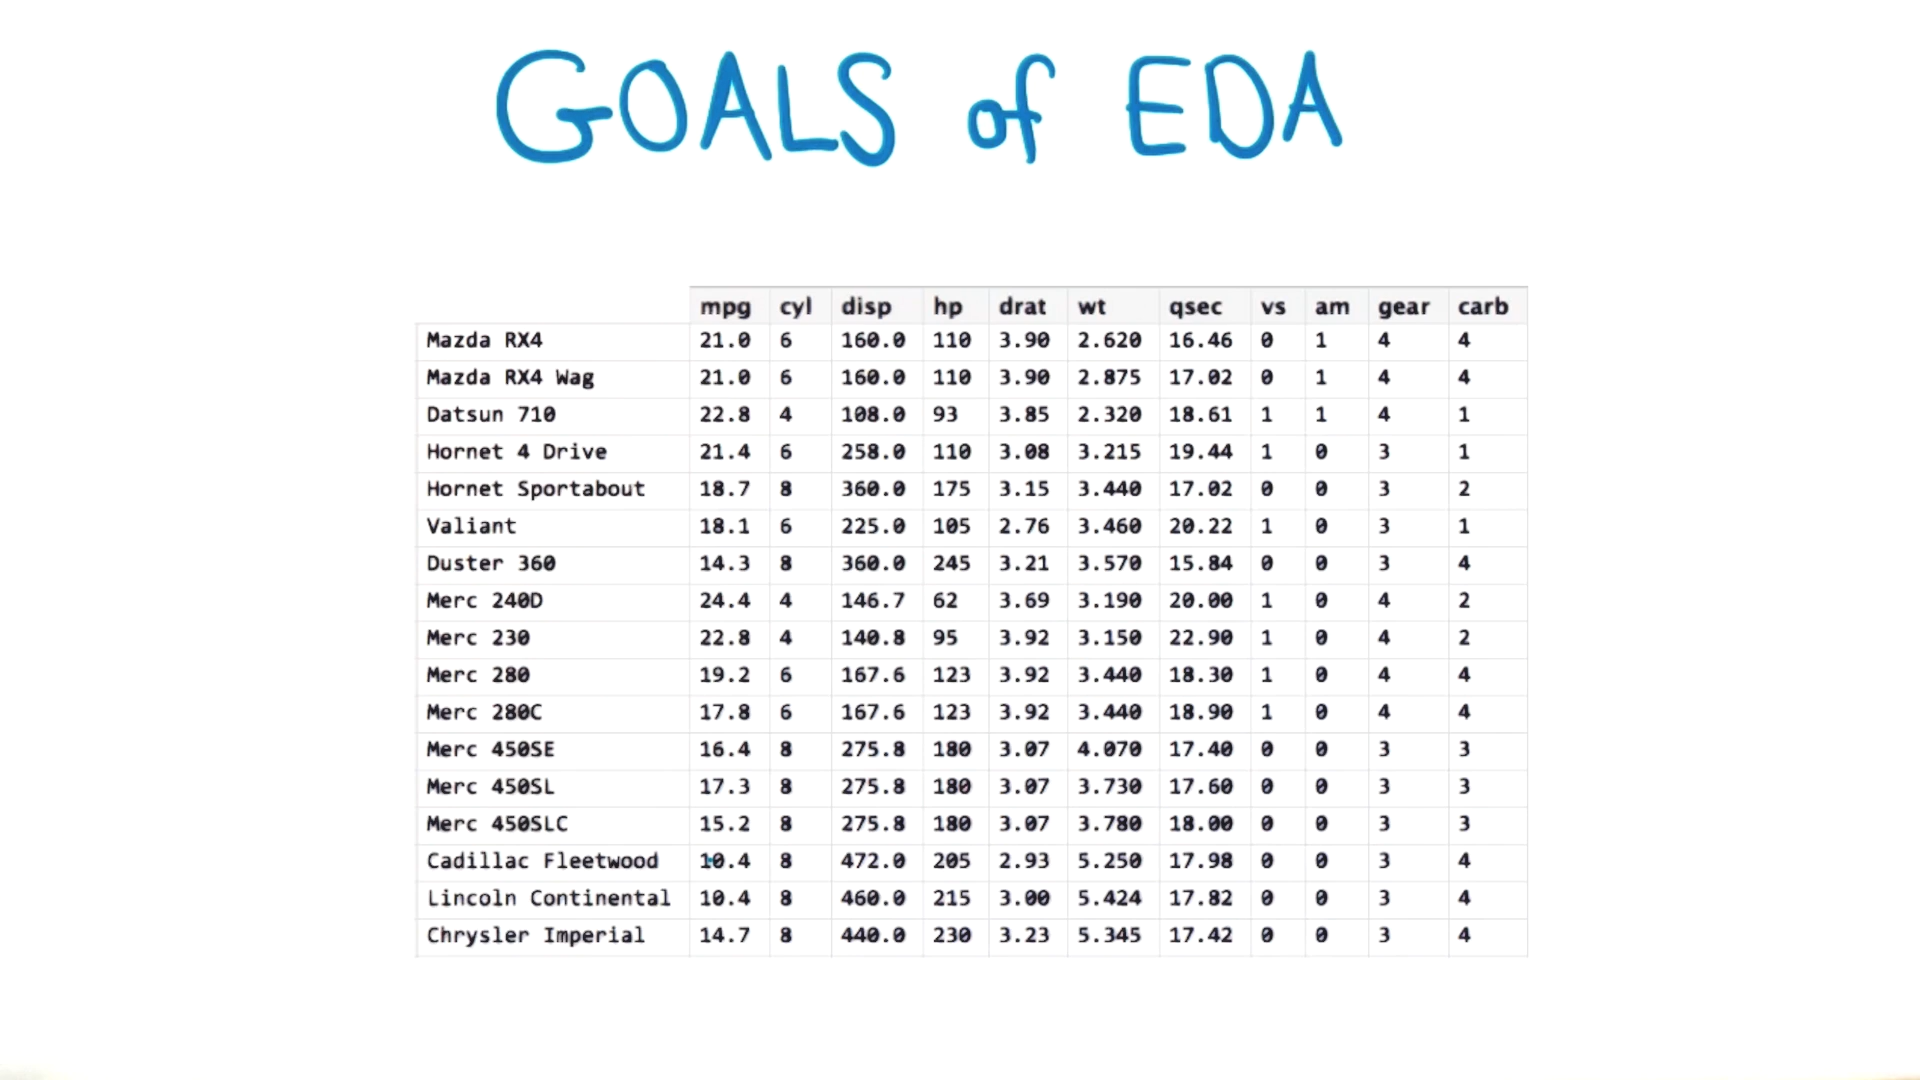 GOALS of EDA
mpg cyl disp hp drat wt qsec vs am gear carb
Mazda RX4 21.0 6 160.0 110 3.90 2.620 16.46 0 1 4 4
Mazda RX4 Wag 21.0 6 160.0 110 3.90 2.875 17.02 0 1 4 4
Datsun 710 22.8 4 108.0 93 3.85 2.320 18.61 1 1 4 1
Hornet 4 Drive 21.4 6 258.0 110 3.08 3.215 19.44 1 0 3 1
Hornet Sportabout 18.7 8 360.0 175 3.15 3.440 17.02 0 0 3 2
Valiant 18.1 6 225.0 105 2.76 3.460 20.22 1 0 3 1
Duster 360 14.3 8 360.0 245 3.21 3.570 15.84 0 0 3 4
Merc 240D 24.4 4 146.7 62 3.69 3.190 20.00 1 0 4 2
Merc 230 22.8 4 140.8 95 3.92 3.150 22.90 1 0 4 2
Merc 280 19.2 6 167.6 123 3.92 3.440 18.30 1 0 4 4
Merc 280C 17.8 6 167.6 123 3.92 3.440 18.90 1 0 4 4
Merc 450SE 16.4 8 275.8 180 3.07 4.070 17.40 0 0 3 3
Merc 450SL 17.3 8 275.8 180 3.07 3.730 17.60 0 0 3 3
Merc 450SLC 15.2 8 275.8 180 3.07 3.780 18.00 0 0 3 3
Cadillac Fleetwood 10.4 8 472.0 205 2.93 5.250 17.98 0 0 3 4
Lincoln Continental 10.4 8 460.0 215 3.00 5.424 17.82 0 0 3 4
Chrysler Imperial 14.7 8 440.0 230 3.23 5.345 17.42 0 0 3 4